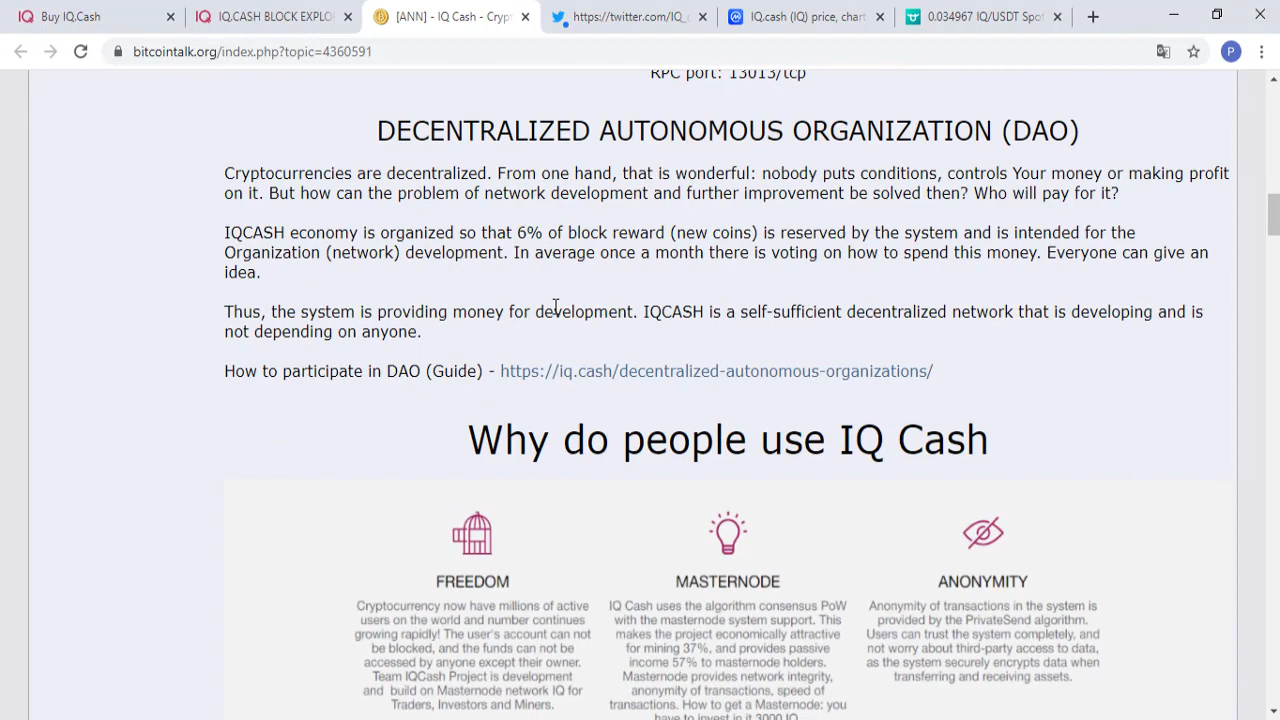 Buy IQ.Cash
IQ.CASH BLOCK EXPLO
[ANN] - IQ Cash - Crypt
https://twitter.com/IQ_
IQ.cash (IQ) price, chart
0.034967 IQ/USDT Spot
bitcointalk.org/index.php?topic=4360591
P
RPC port: 13013/tcp
DECENTRALIZED AUTONOMOUS ORGANIZATION (DAO)
Cryptocurrencies are decentralized. From one hand, that is wonderful: nobody puts conditions, controls Your money or making profit
on it. But how can the problem of network development and further improvement be solved then? Who will pay for it?
IQCASH economy is organized so that 6% of block reward (new coins) is reserved by the system and is intended for the
Organization (network) development. In average once a month there is voting on how to spend this money. Everyone can give an
idea.
Thus, the system is providing money for development. IQCASH is a self-sufficient decentralized network that is developing and is
not depending on anyone.
How to participate in DAO (Guide) - https://iq.cash/decentralized-autonomous-organizations/
Why do people use IQ Cash
FREEDOM
Cryptocurrency now have millions of active
users on the world and number continues
growing rapidly! The user's account can not
be blocked, and the funds can not be
accessed by anyone except their owner.
Team IQCash Project is development
and build on Masternode network IQ for
Traders, Investors and Miners.
MASTERNODE
IQ Cash uses the algorithm consensus PoW
with the masternode system support. This
makes the project economically attractive
for mining 37%, and provides passive
income 57% to masternode holders.
Masternode provides network integrity,
anonymity of transactions, speed of
transactions. How to get a Masternode: you
have to invest in it 3000 IQ
ANONYMITY
Anonymity of transactions in the system is
provided by the PrivateSend algorithm.
Users can trust the system completely, and
not worry about third-party access to data,
as the system securely encrypts data when
transferring and receiving assets.